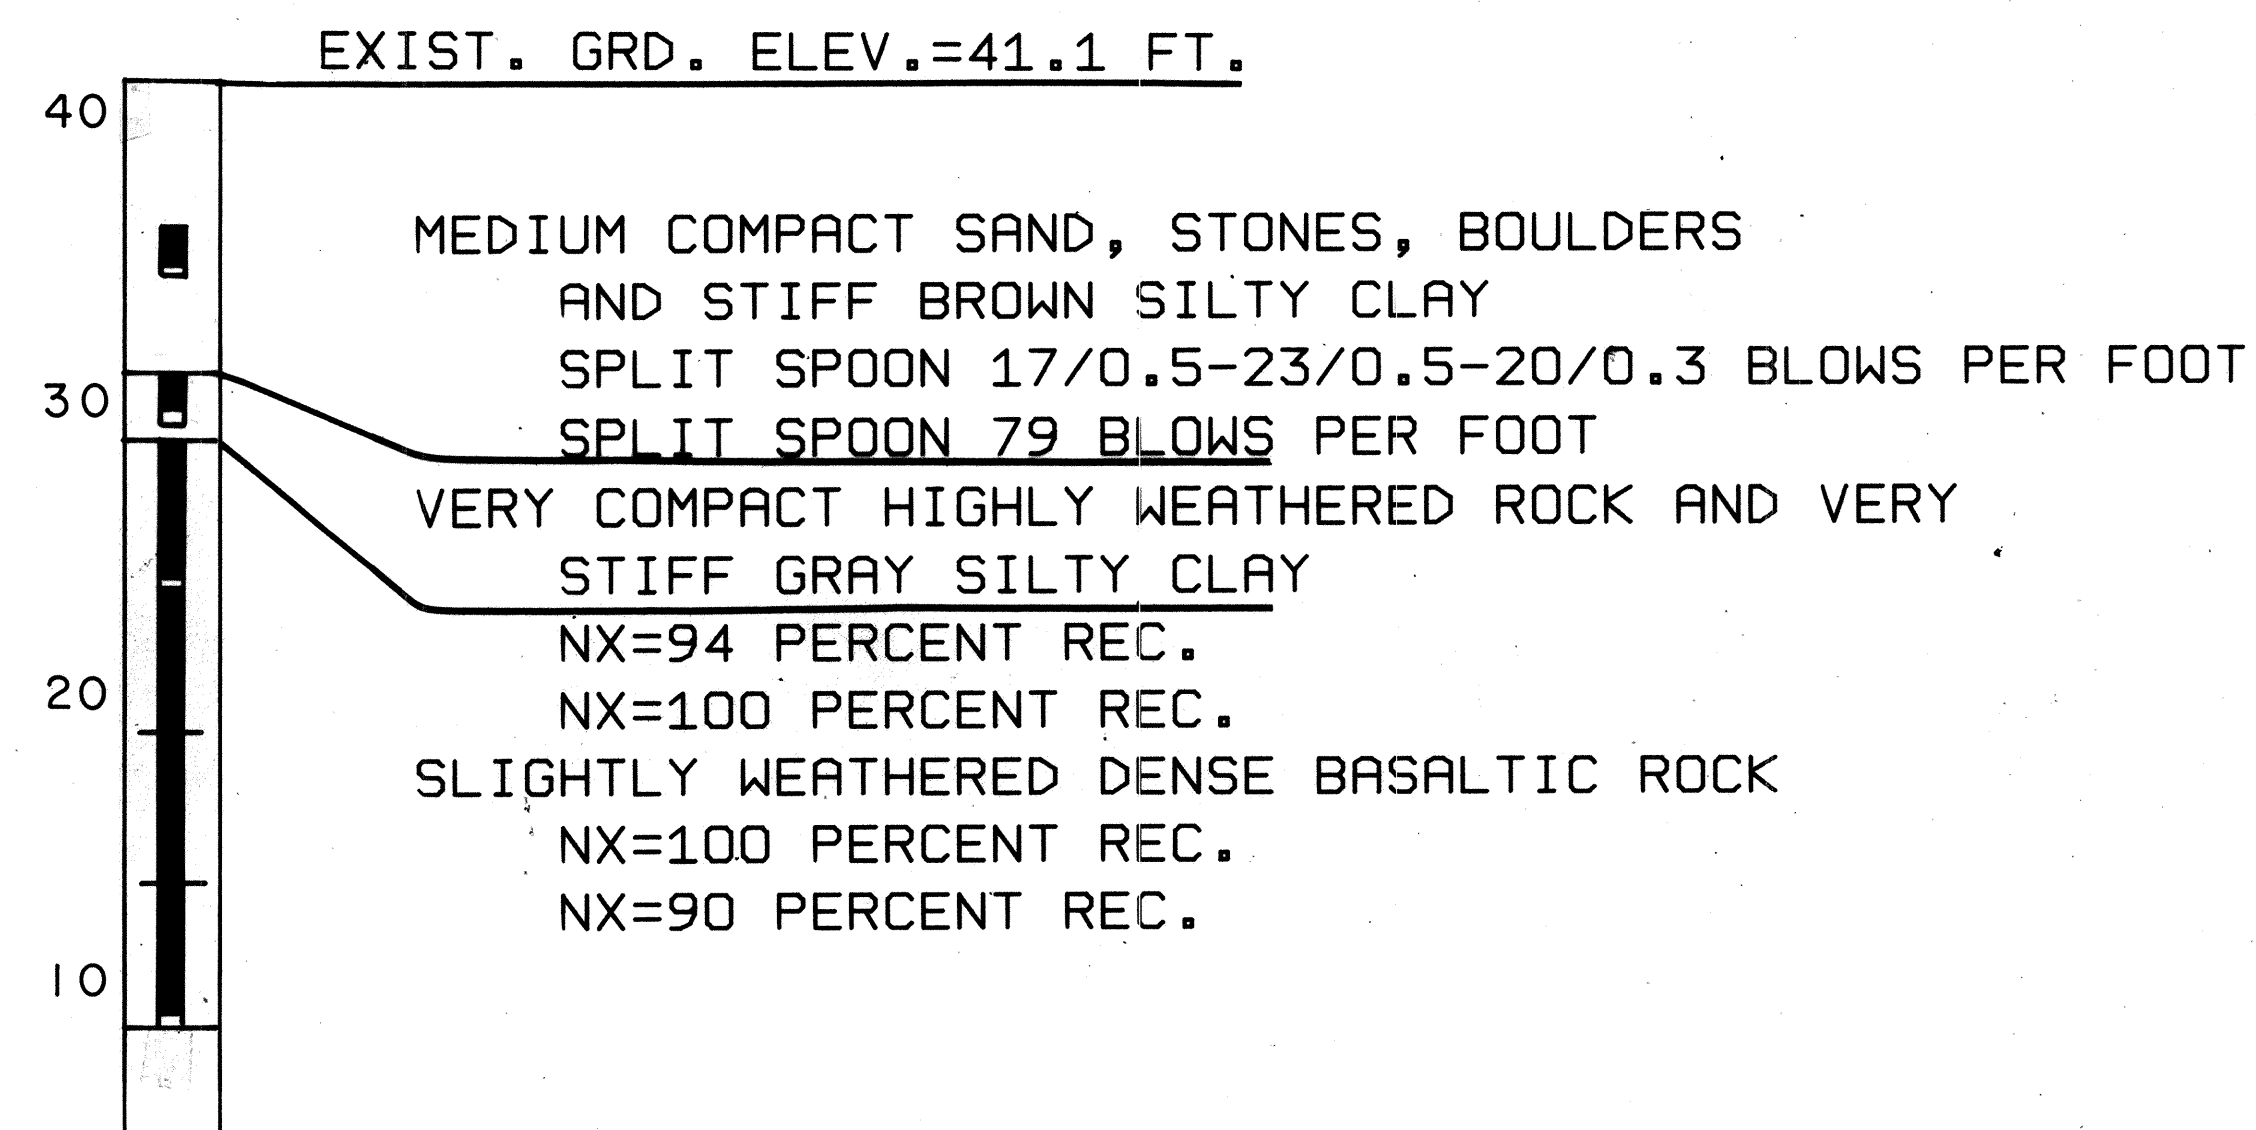 EXIST. GRD. ELEV.=41.1 FT.
40
MEDIUM COMPACT SAND, STONES, BOULDERS
AND STIFF BROWN SILTY CLAY
SPLIT SPOON 17/0.5-23/0.5-20/0.3 BLOWS PER FOOT
30
SPLIT SPOON 79 BLOWS PER FOOT
VERY COMPACT HIGHLY WEATHERED ROCK AND VERY
STIFF GRAY SILTY CLAY
NX=94 PERCENT REC.
20
NX=100 PERCENT REC.
SLIGHTLY WEATHERED DENSE BASALTIC ROCK
NX=100 PERCENT REC.
NX=90 PERCENT REC.
10